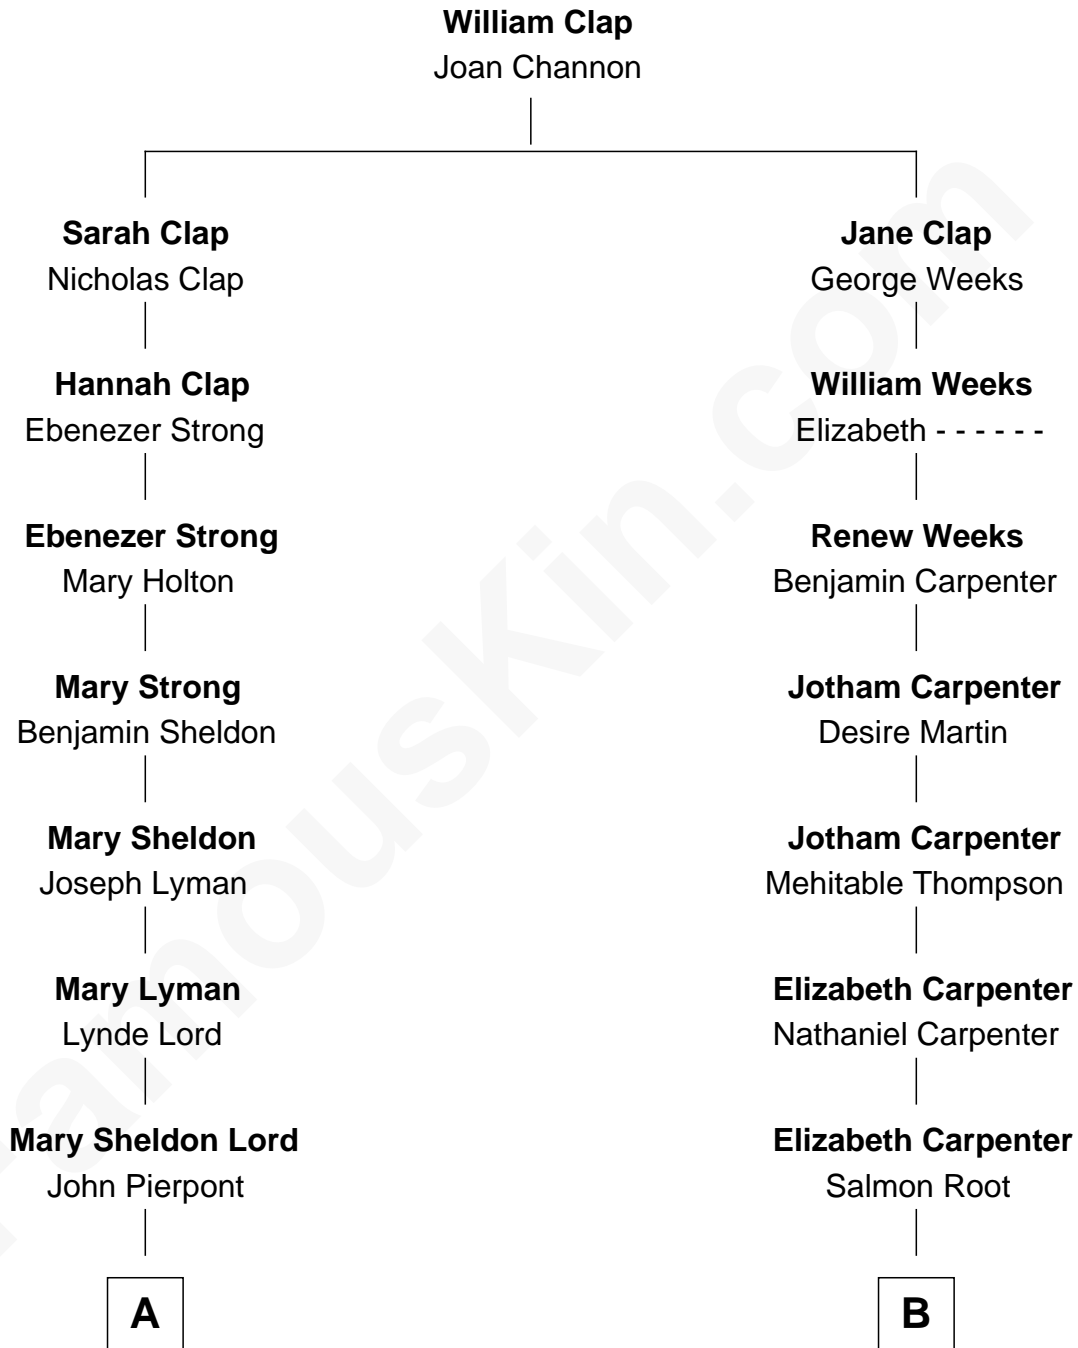 William Clap
Joan Channon
Sarah Clap
Nicholas Clap
Jane Clap
George Weeks
Hannah Clap
Ebenezer Strong
William Weeks
Elizabeth - - - - - -
Ebenezer Strong
Mary Holton
Renew Weeks
Benjamin Carpenter
Mary Strong
Benjamin Sheldon
Jotham Carpenter
Desire Martin
Mary Sheldon
Joseph Lyman
Jotham Carpenter
Mehitable Thompson
Mary Lyman
Lynde Lord
Elizabeth Carpenter
Nathaniel Carpenter
Mary Sheldon Lord
John Pierpont
Elizabeth Carpenter
Salmon Root
A
B
FamousKin.com